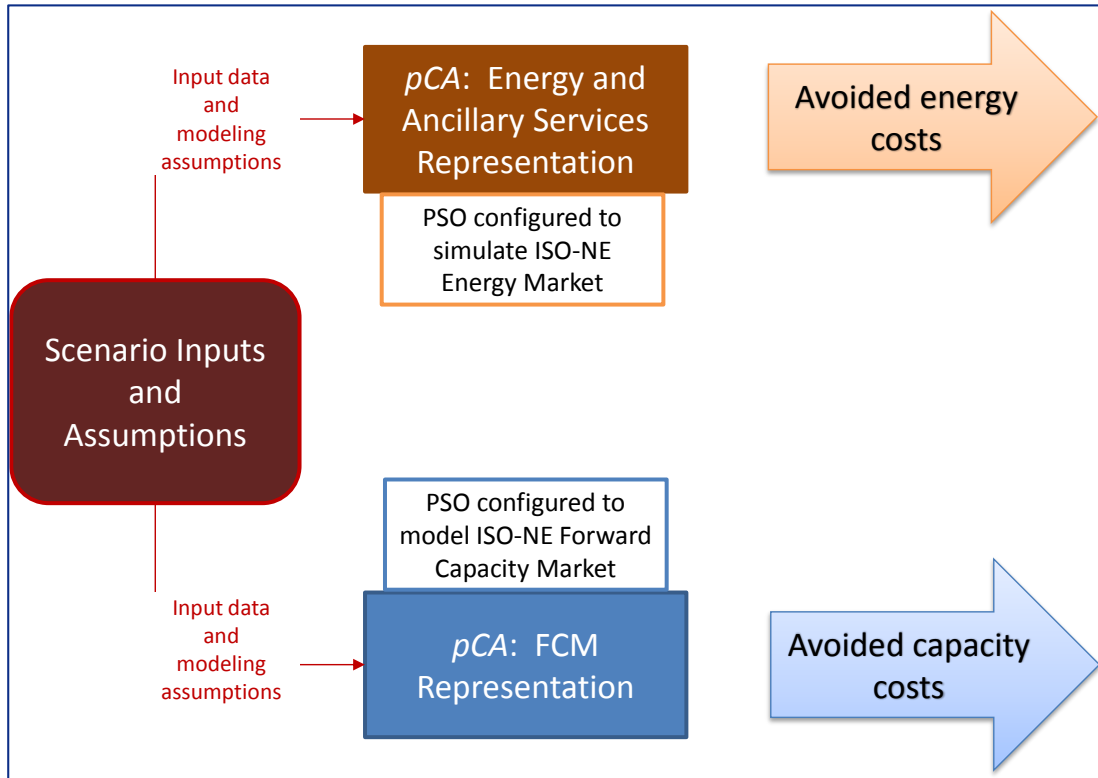 Input data
and
modeling
assumptions
pCA: Energy and
Ancillary Services
Representation
Avoided energy
costs
PSO configured to
simulate ISO-NE
Energy Market
Scenario Inputs
and
Assumptions
PSO configured to
model ISO-NE Forward
Capacity Market
Input data
and
modeling
assumptions
pCA: FCM
Representation
Avoided capacity
costs